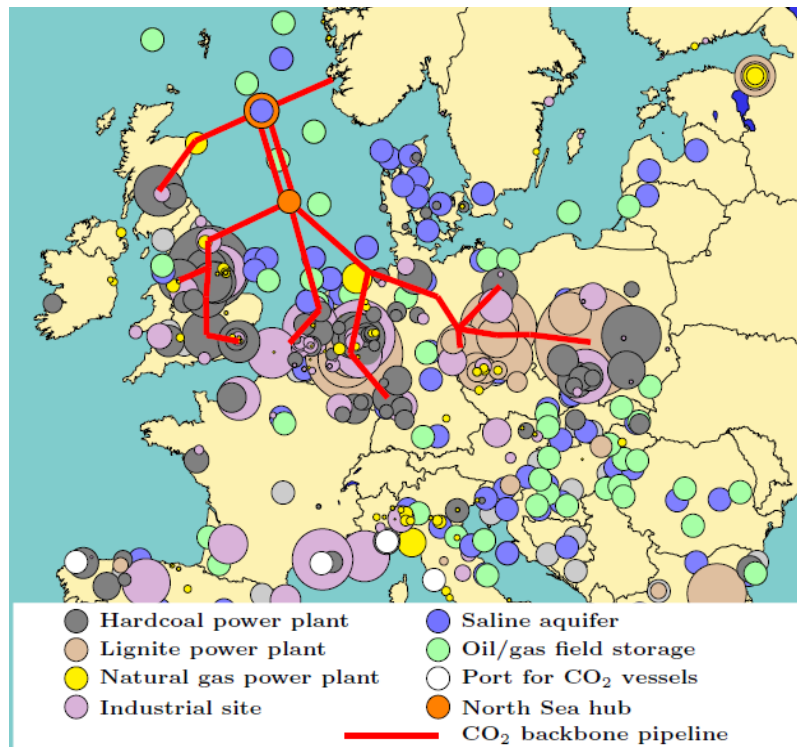 Hardcoal power plant
Lignite power plant
Natural gas power plant
Industrial site
Saline aquifer
Oil/gas field storage
Port for CO₂ vessels
North Sea hub
CO₂ backbone pipeline